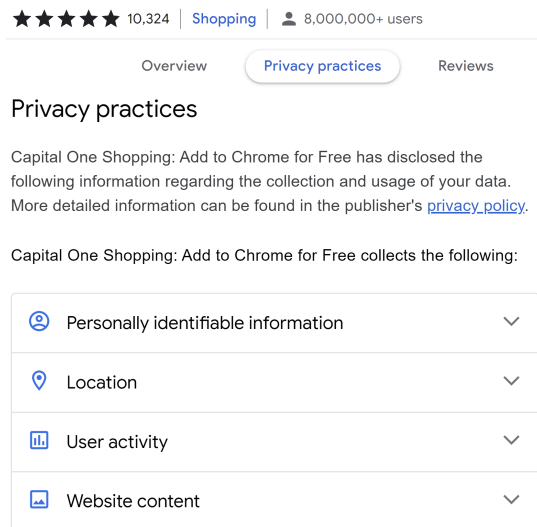 10,324 Shopping 8,000,000+ users
Overview Privacy practices Reviews
Privacy practices
Capital One Shopping: Add to Chrome for Free has disclosed the
following information regarding the collection and usage of your data.
More detailed information can be found in the publisher's privacy policy.
Capital One Shopping: Add to Chrome for Free collects the following:
Personally identifiable information
Location
User activity
Website content